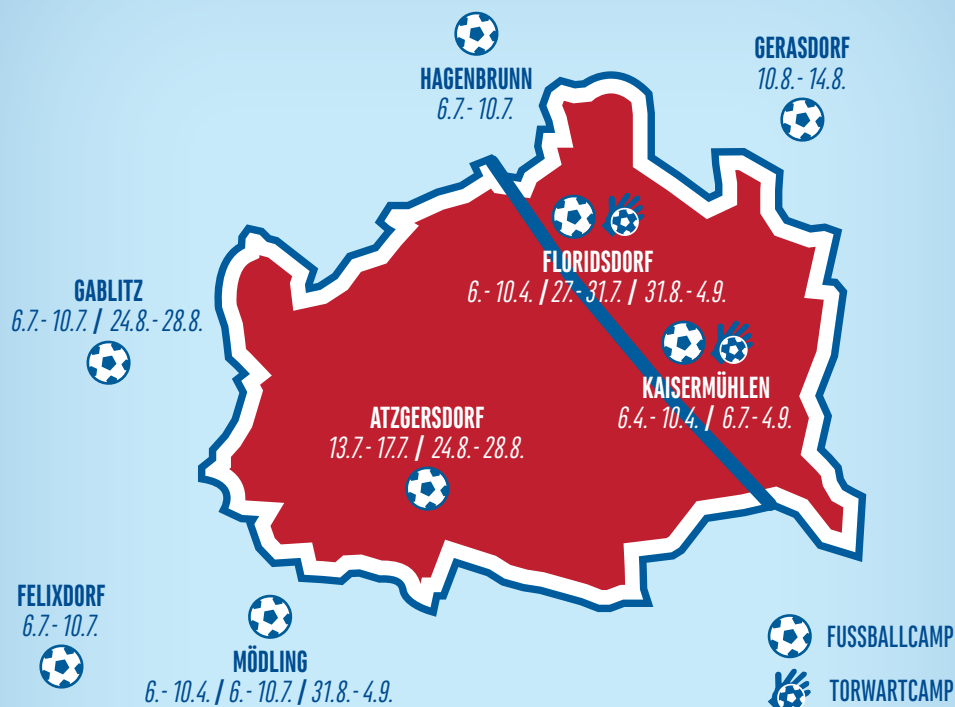 HAGENBRUNN
6.7.- 10.7.
GERASDORF
10.8.- 14.8.
FLORIDSDORF
6.- 10.4. / 27.- 31.7. / 31.8.- 4.9.
GABLITZ
6.7.- 10.7. / 24.8.- 28.8.
KAISERMÜHLEN
6.4.- 10.4. / 6.7.- 4.9.
ATZGERSDORF
13.7.- 17.7. / 24.8.- 28.8.
FELIXDORF
6.7.- 10.7.
MÖDLING
6.- 10.4. / 6.- 10.7. / 31.8.- 4.9.
FUSSBALLCAMP
TORWARTCAMP